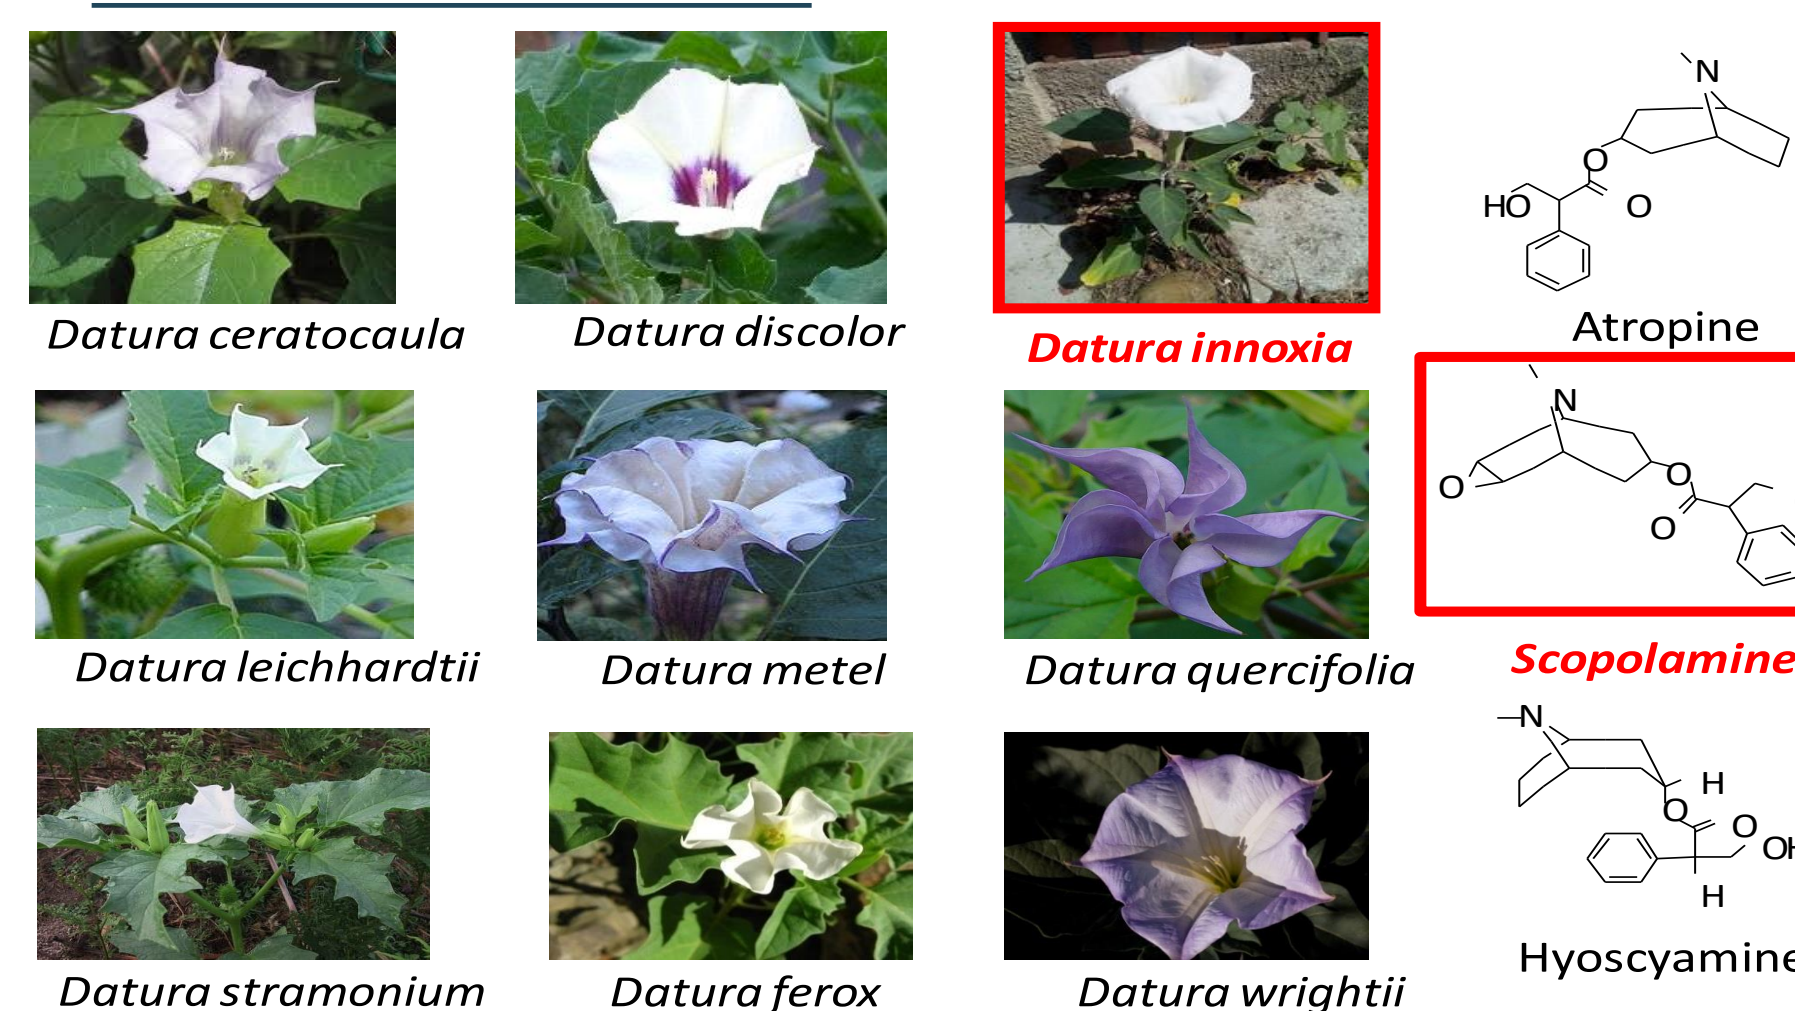 Datura ceratocaula
Datura discolor
Datura innoxia
N
O
HO
O
Atropine
N
O
O
O
Scopolamine
Datura leichhardtii
Datura metel
Datura quercifolia
N
H
O
O
OH
H
Hyoscyamine
Datura stramonium
Datura ferox
Datura wrightii